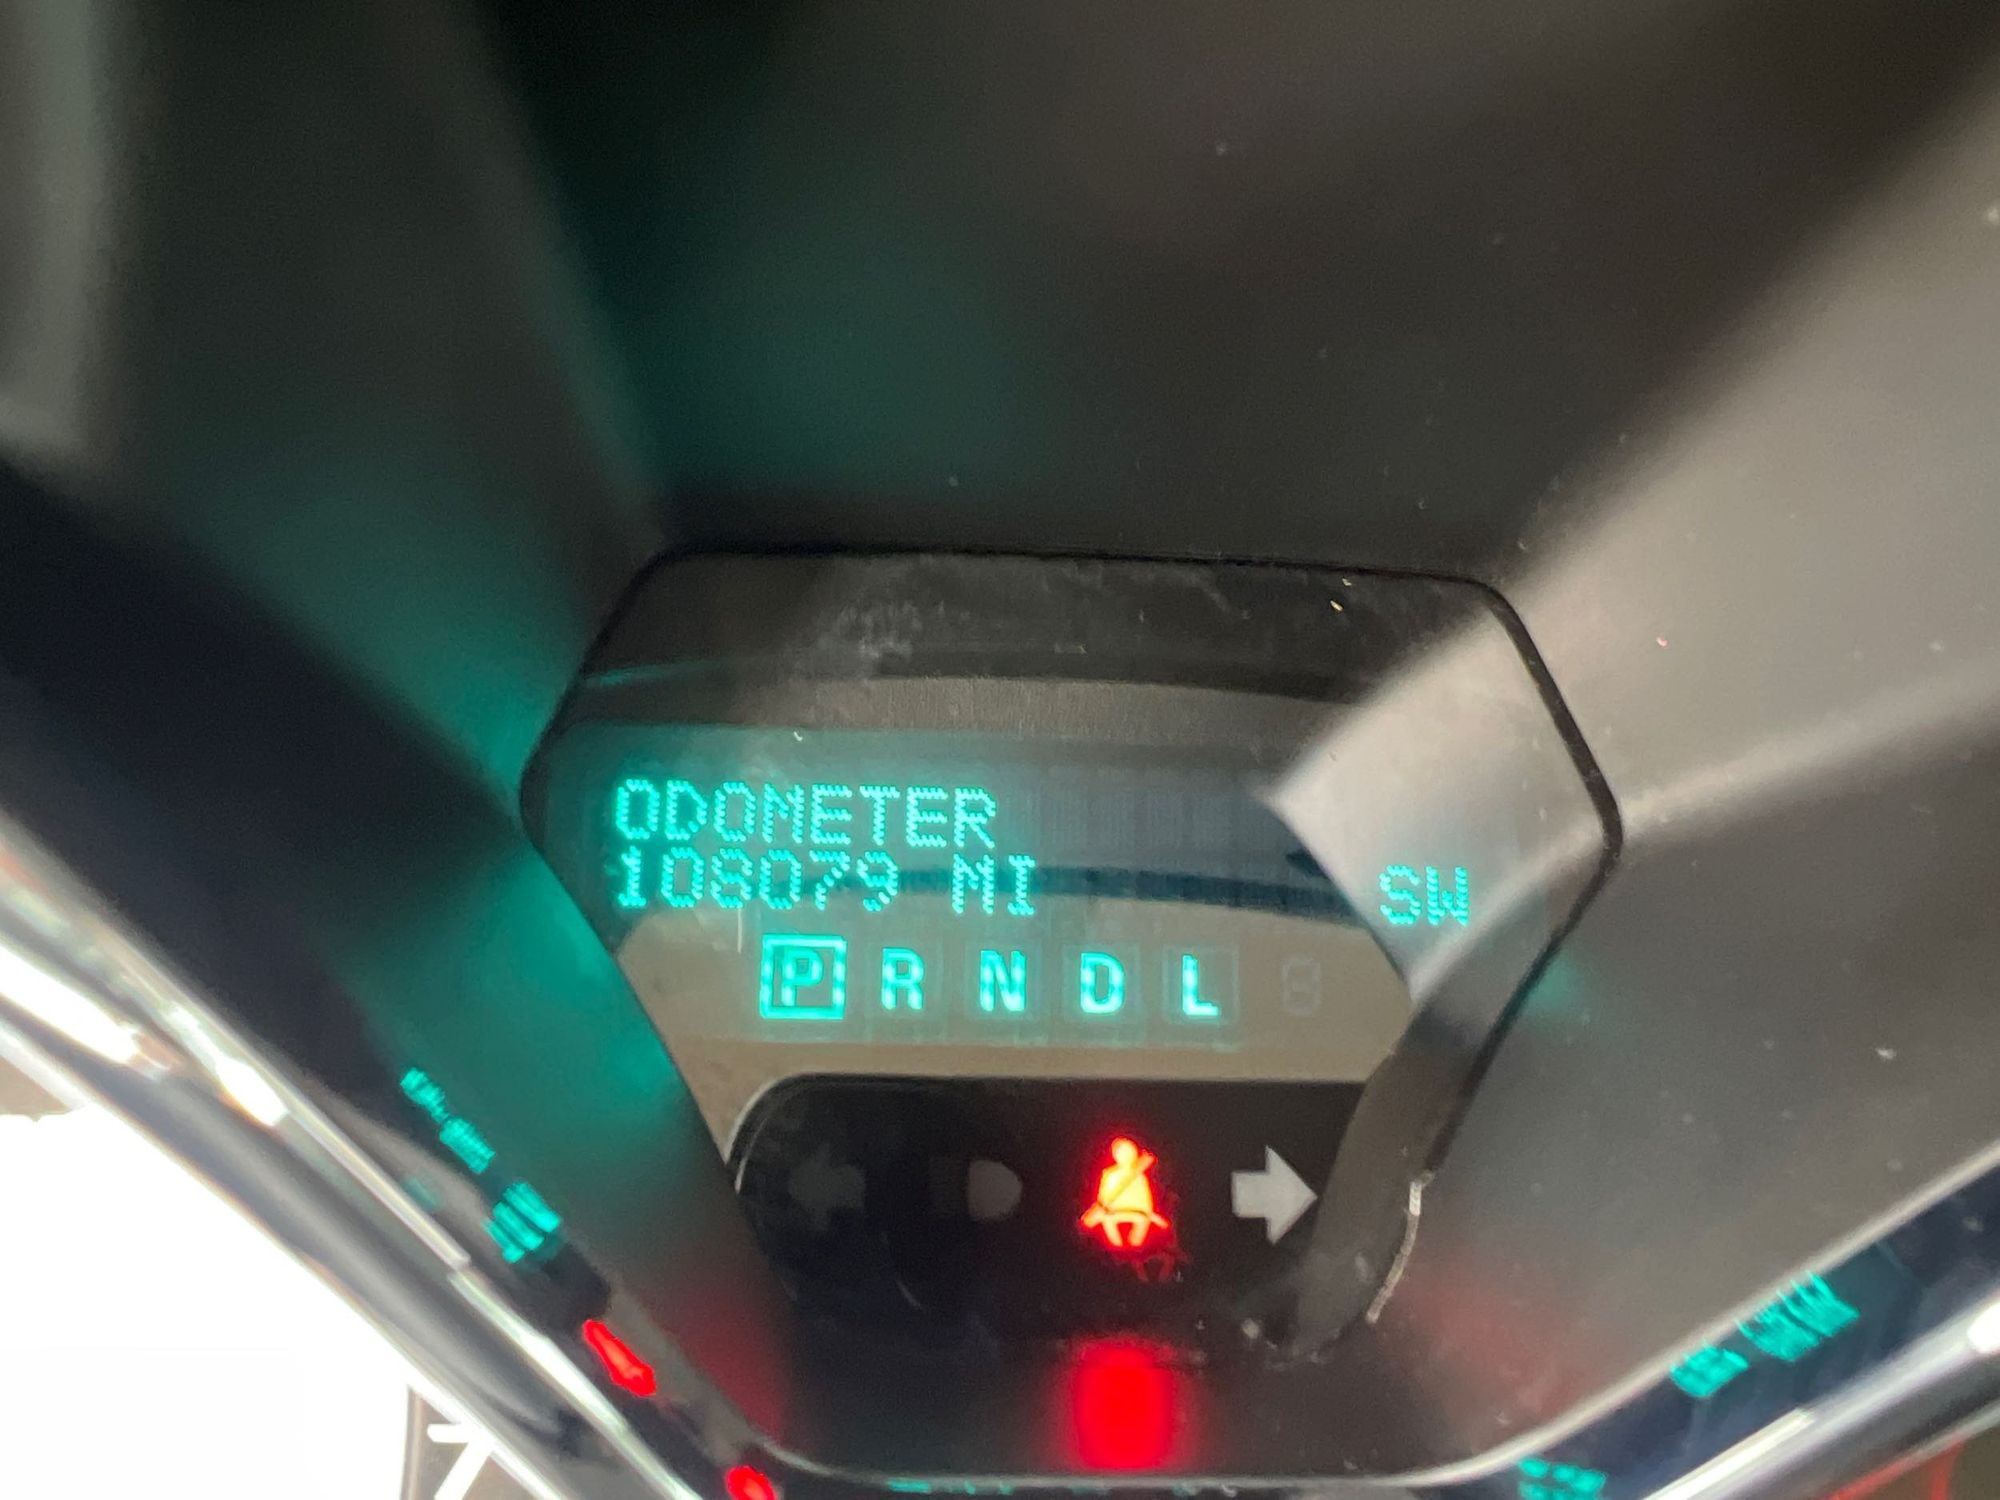 ODOMETER
108079 MI SW
P R N D L